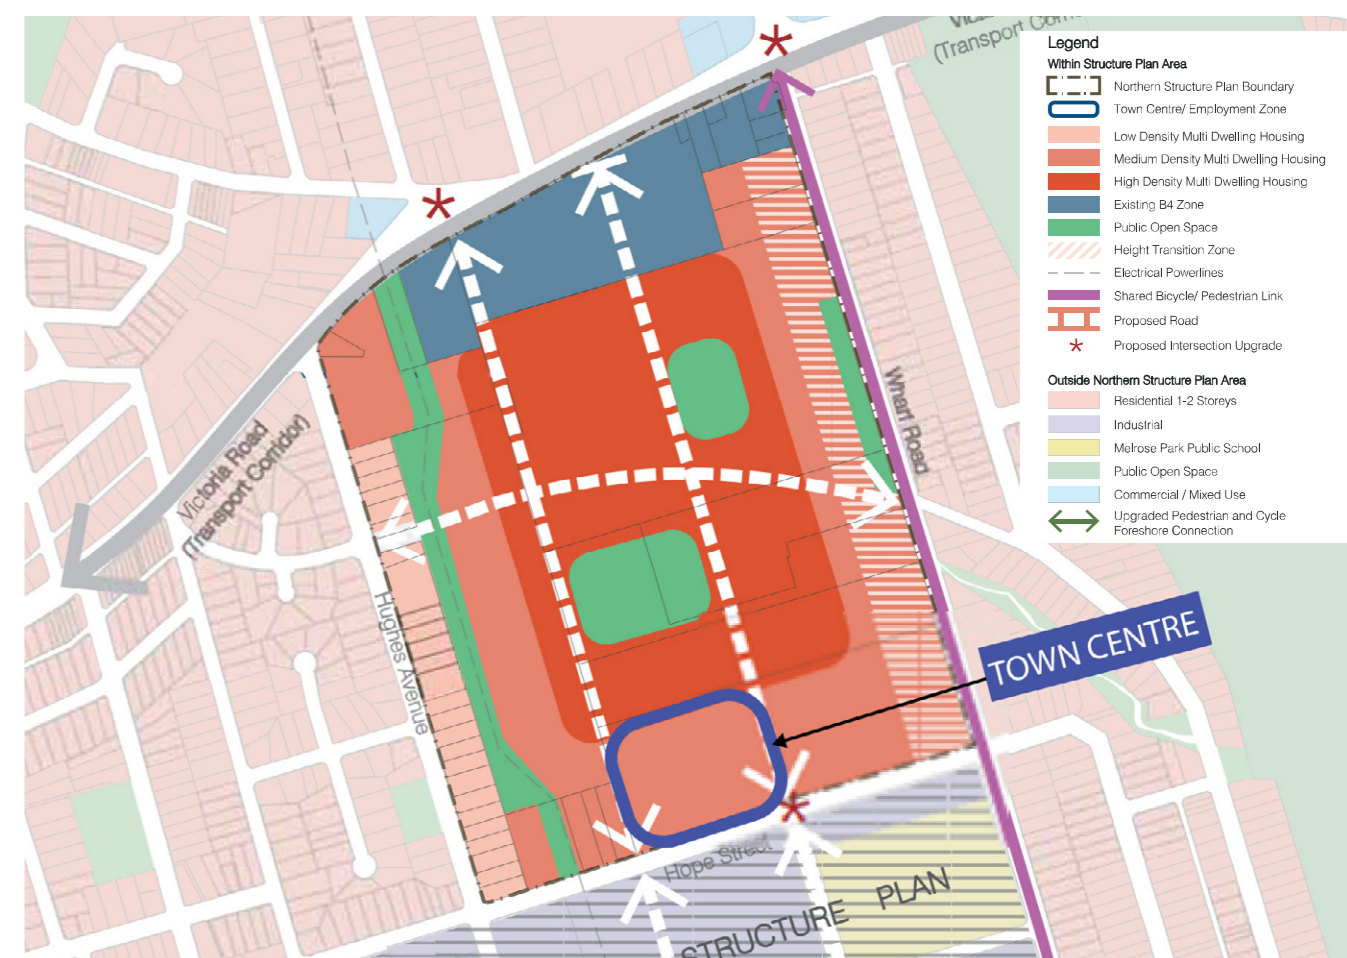 Vic
(Transport Corri
Legend
Within Structure Plan Area
Northern Structure Plan Boundary
Town Centre/ Employment Zone
Low Density Multi Dwelling Housing
Medium Density Multi Dwelling Housing
High Density Multi Dwelling Housing
Existing B4 Zone
Public Open Space
Height Transition Zone
Electrical Powerlines
Shared Bicycle/ Pedestrian Link
Proposed Road
Proposed Intersection Upgrade
Outside Northern Structure Plan Area
Residential 1-2 Storeys
Industrial
Melrose Park Public School
Public Open Space
Commercial / Mixed Use
Upgraded Pedestrian and Cycle
Foreshore Connection
Wharf Road
Victoria Road
(Transport Corridor)
Hughes Avenue
TOWN CENTRE
Hope Street
STRUCTURE PLAN